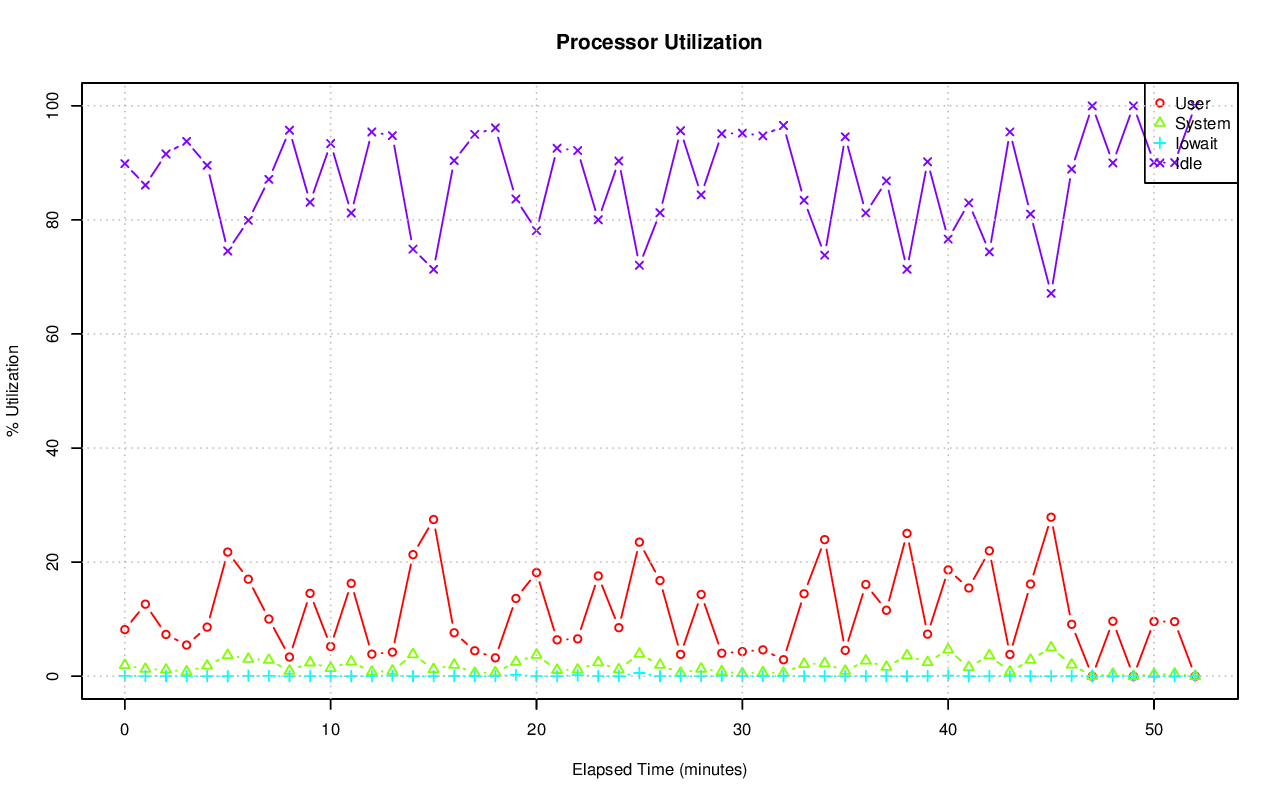 Processor Utilization
% Utilization
100
80
60
40
20
0
User
System
Iowait
Idle
0 10 20 30 40 50
Elapsed Time (minutes)